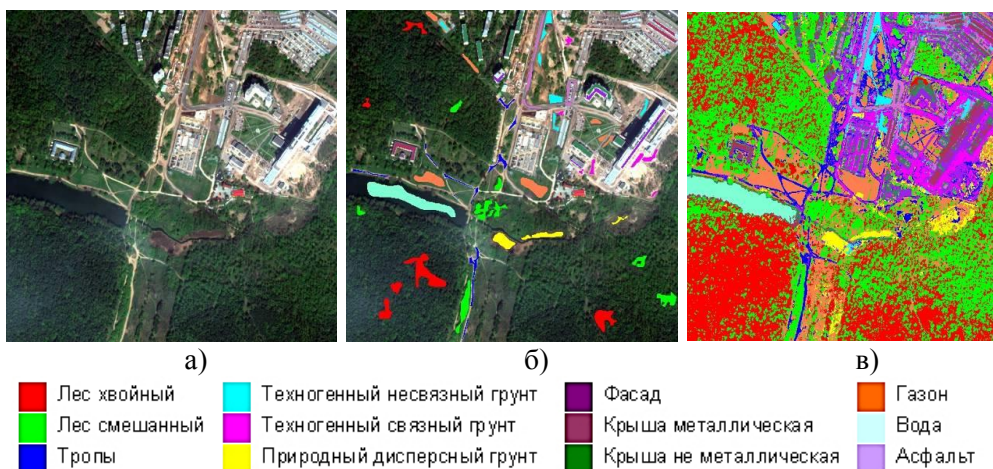 а) б) в)
Лес хвойный Техногенный несвязный грунт Фасад Газон
Лес смешанный Техногенный связный грунт Крыша металлическая Вода
Тропы Природный дисперсный грунт Крыша не металлическая Асфальт